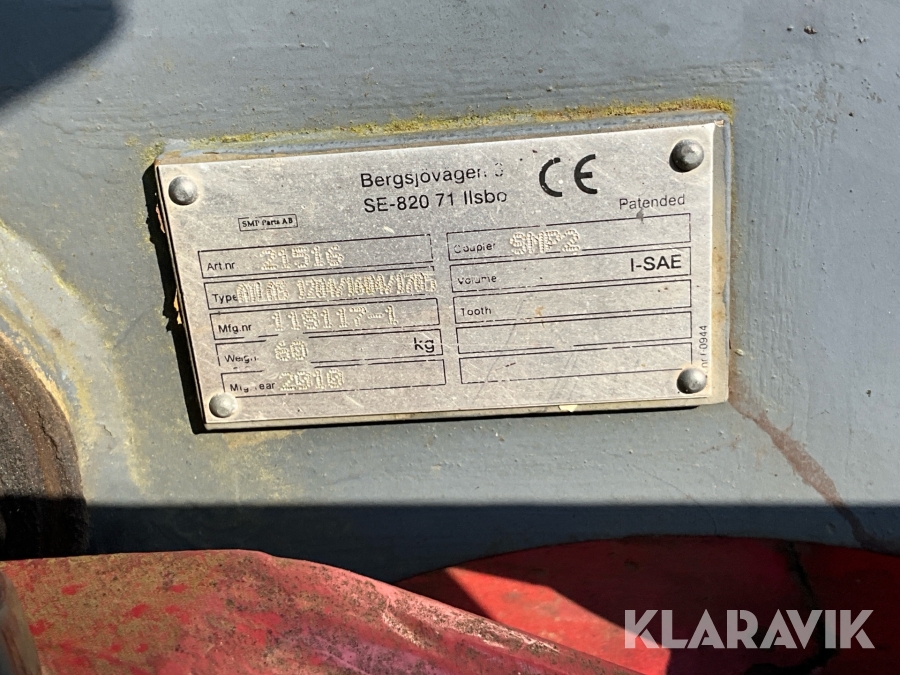 Bergsjövägen
SE-820 71 Ilsbo
CE
Patended
SMP Parts AB
Art.nr 21516
Type
Mfg.nr 118117-1
Weight 60 kg
Mfg Year 2010
Coupler SMP2
Volume I-SAE
Tooth
0944
KLARAVIK